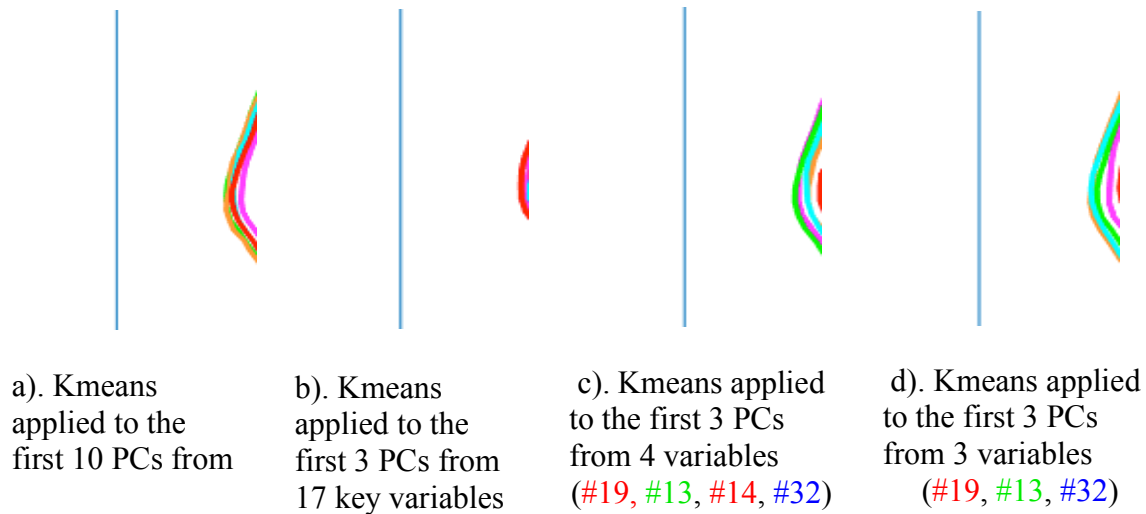 a). Kmeans
applied to the
first 10 PCs from
b). Kmeans
applied to the
first 3 PCs from
17 key variables
c). Kmeans applied
to the first 3 PCs
from 4 variables
(#19, #13, #14, #32)
d). Kmeans applied
to the first 3 PCs
from 3 variables
(#19, #13, #32)